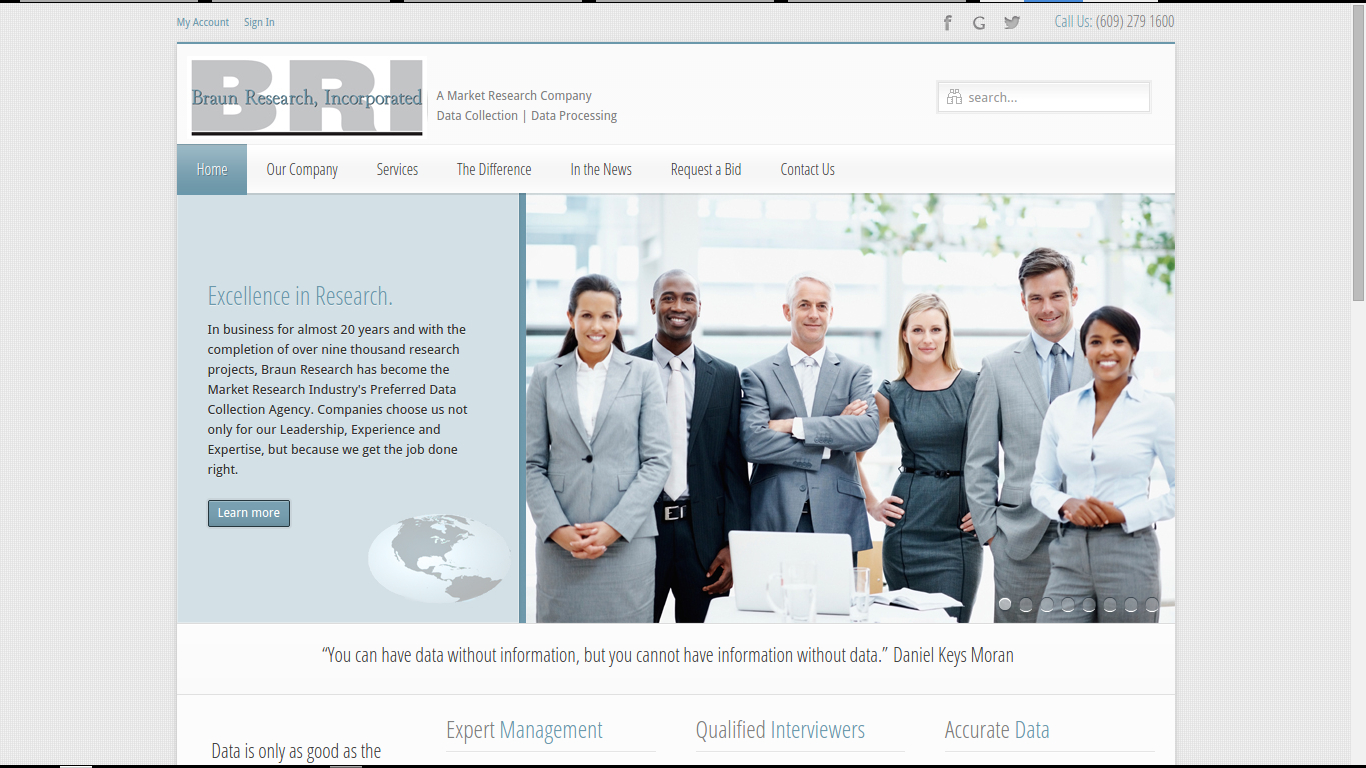 My Account Sign In
Call Us: (609) 279 1600
BRI
Braun Research, Incorporated
A Market Research Company
Data Collection | Data Processing
search...
Home Our Company Services The Difference In the News Request a Bid Contact Us
Excellence in Research.
In business for almost 20 years and with the
completion of over nine thousand research
projects, Braun Research has become the
Market Research Industry's Preferred Data
Collection Agency. Companies choose us not
only for our Leadership, Experience and
Expertise, but because we get the job done
right.
Learn more
“You can have data without information, but you cannot have information without data.” Daniel Keys Moran
Expert Management Qualified Interviewers Accurate Data
Data is only as good as the